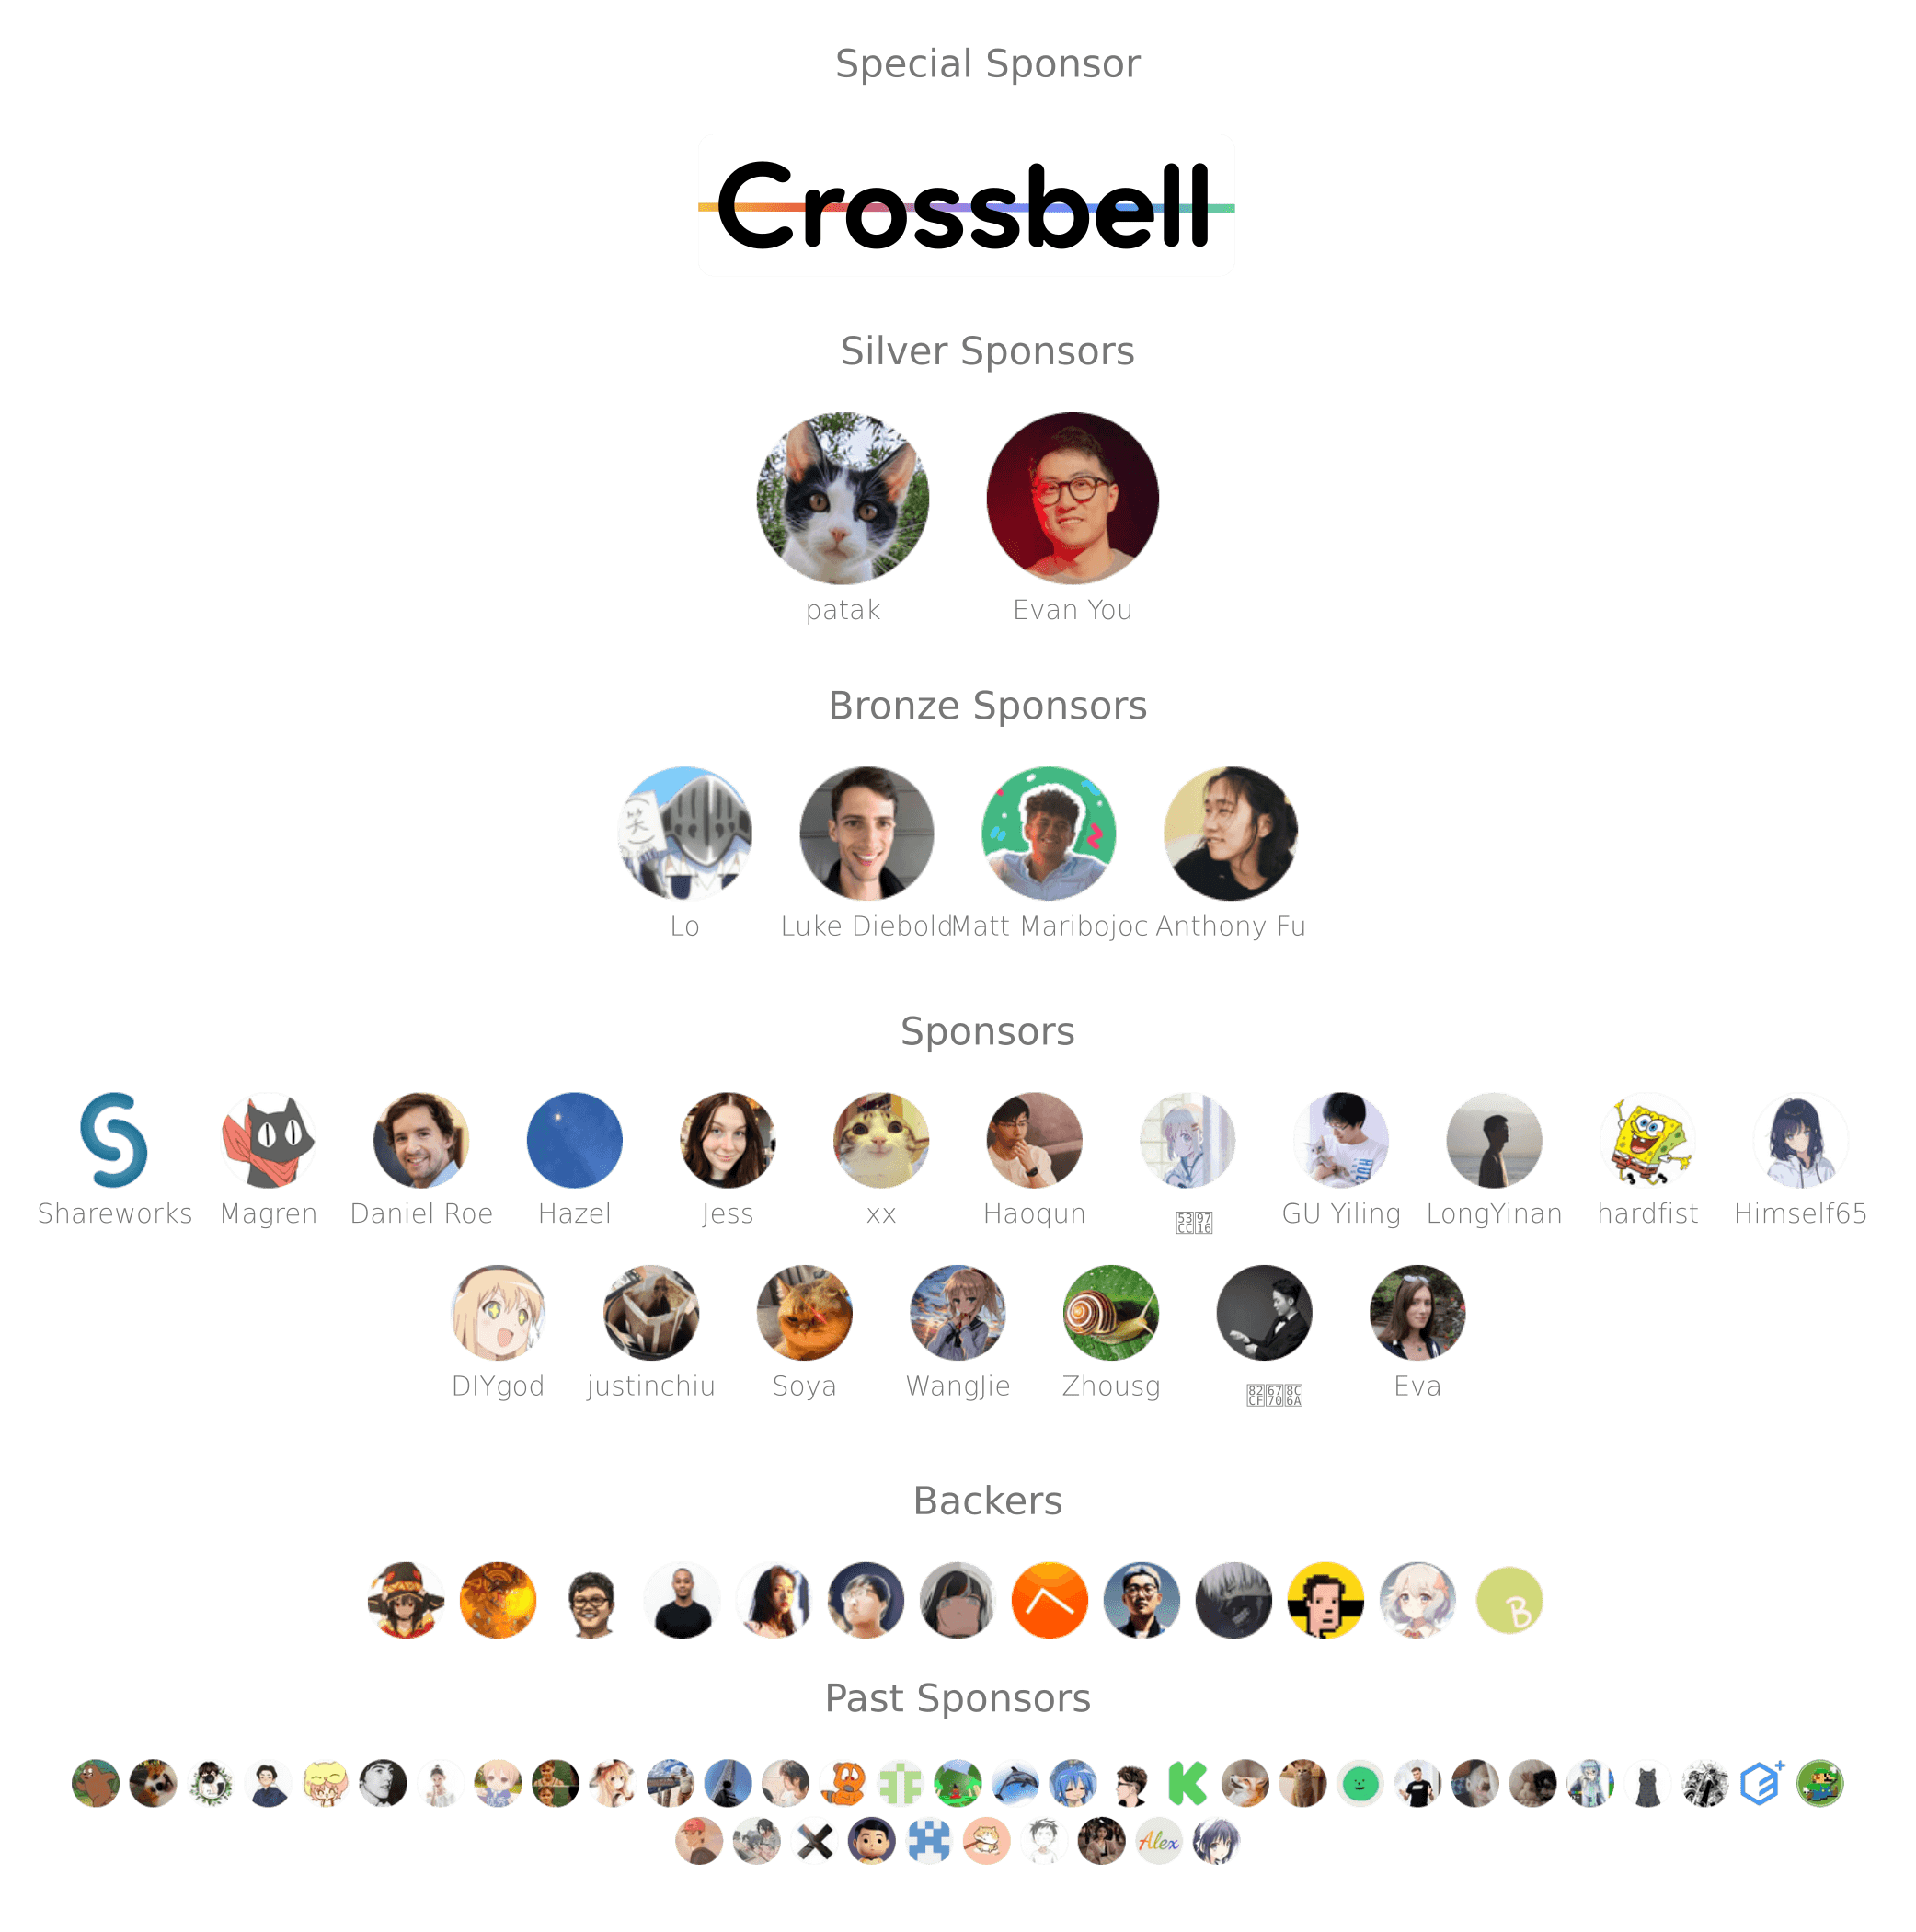 Special Sponsor
Crossbell
Silver Sponsors
patak Evan You
Bronze Sponsors
笑
Lo Luke Diebold Matt Maribojoc Anthony Fu
Sponsors
Shareworks Magren Daniel Roe Hazel Jess xx Haoqun GU Yiling LongYinan hardfist Himself65
DIYgod justinchiu Soya WangJie Zhousg Eva
Backers
B
Past Sponsors
K
Alex